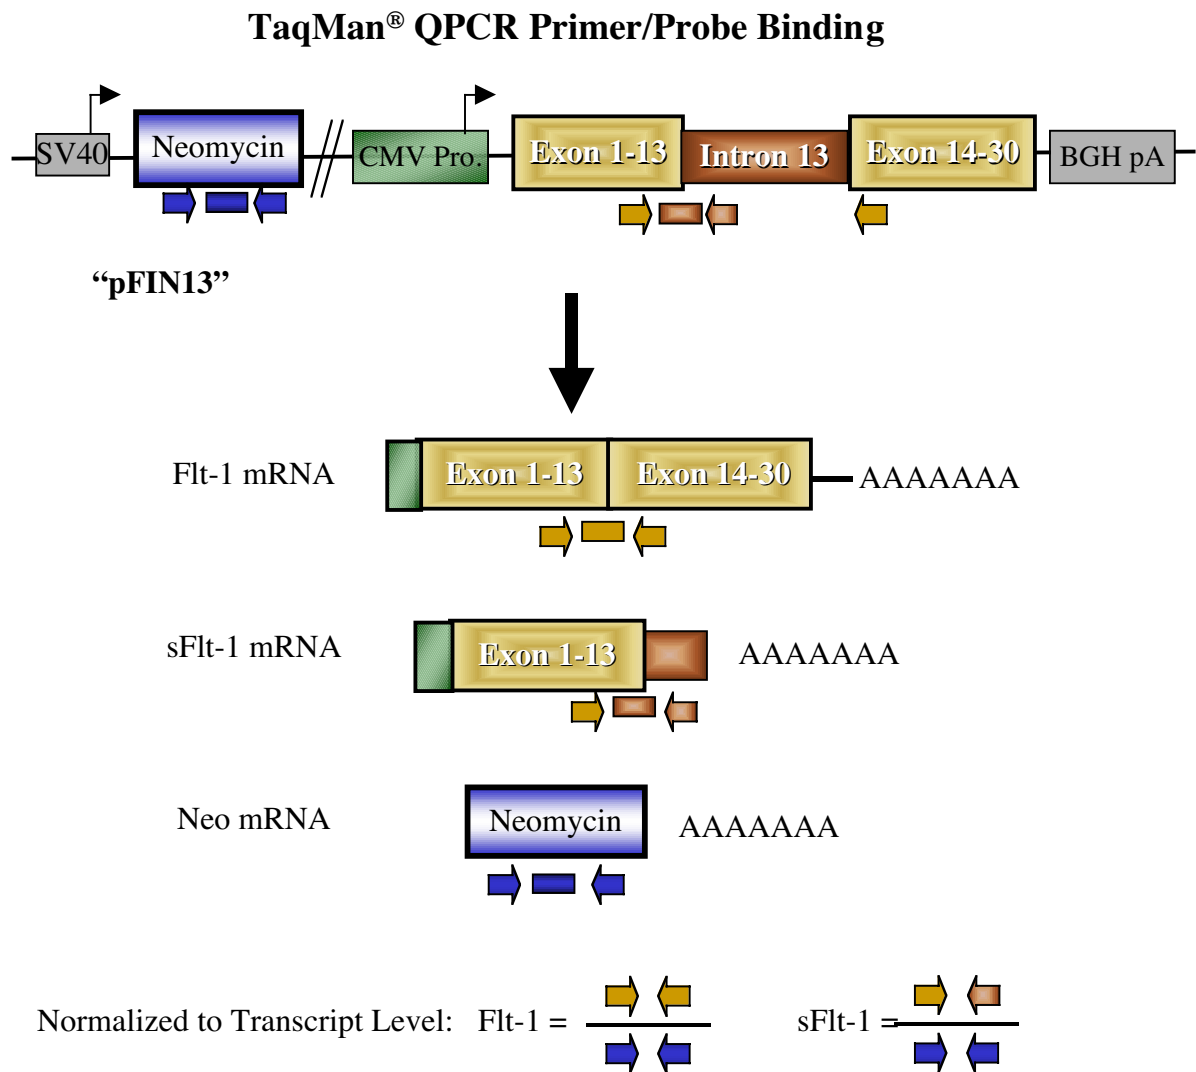 TaqMan® QPCR Primer/Probe Binding
SV40
Neomycin
CMV Pro.
Exon 1-13
Intron 13
Exon 14-30
BGH pA
“pFIN13”
Flt-1 mRNA
Exon 1-13
Exon 14-30
AAAAAAA
sFlt-1 mRNA
Exon 1-13
AAAAAAA
Neo mRNA
Neomycin
AAAAAAA
Normalized to Transcript Level: Flt-1 =
sFlt-1 =